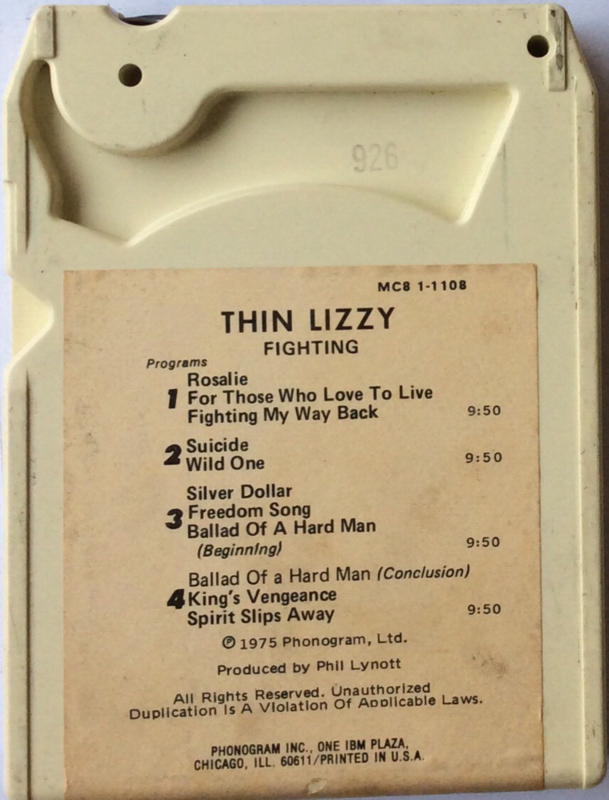 926
MC8 1-1108
THIN LIZZY
FIGHTING
Programs
1 Rosalie
For Those Who Love To Live
Fighting My Way Back 9:50
2 Suicide
Wild One 9:50
3 Silver Dollar
Freedom Song
Ballad Of A Hard Man
(Beginning) 9:50
4 Ballad Of a Hard Man (Conclusion)
King's Vengeance
Spirit Slips Away 9:50
℗ 1975 Phonogram, Ltd.
Produced by Phil Lynott
All Rights Reserved. Unauthorized
Duplication Is A Violation Of Applicable Laws.
PHONOGRAM INC., ONE IBM PLAZA,
CHICAGO, ILL. 60611/PRINTED IN U.S.A.